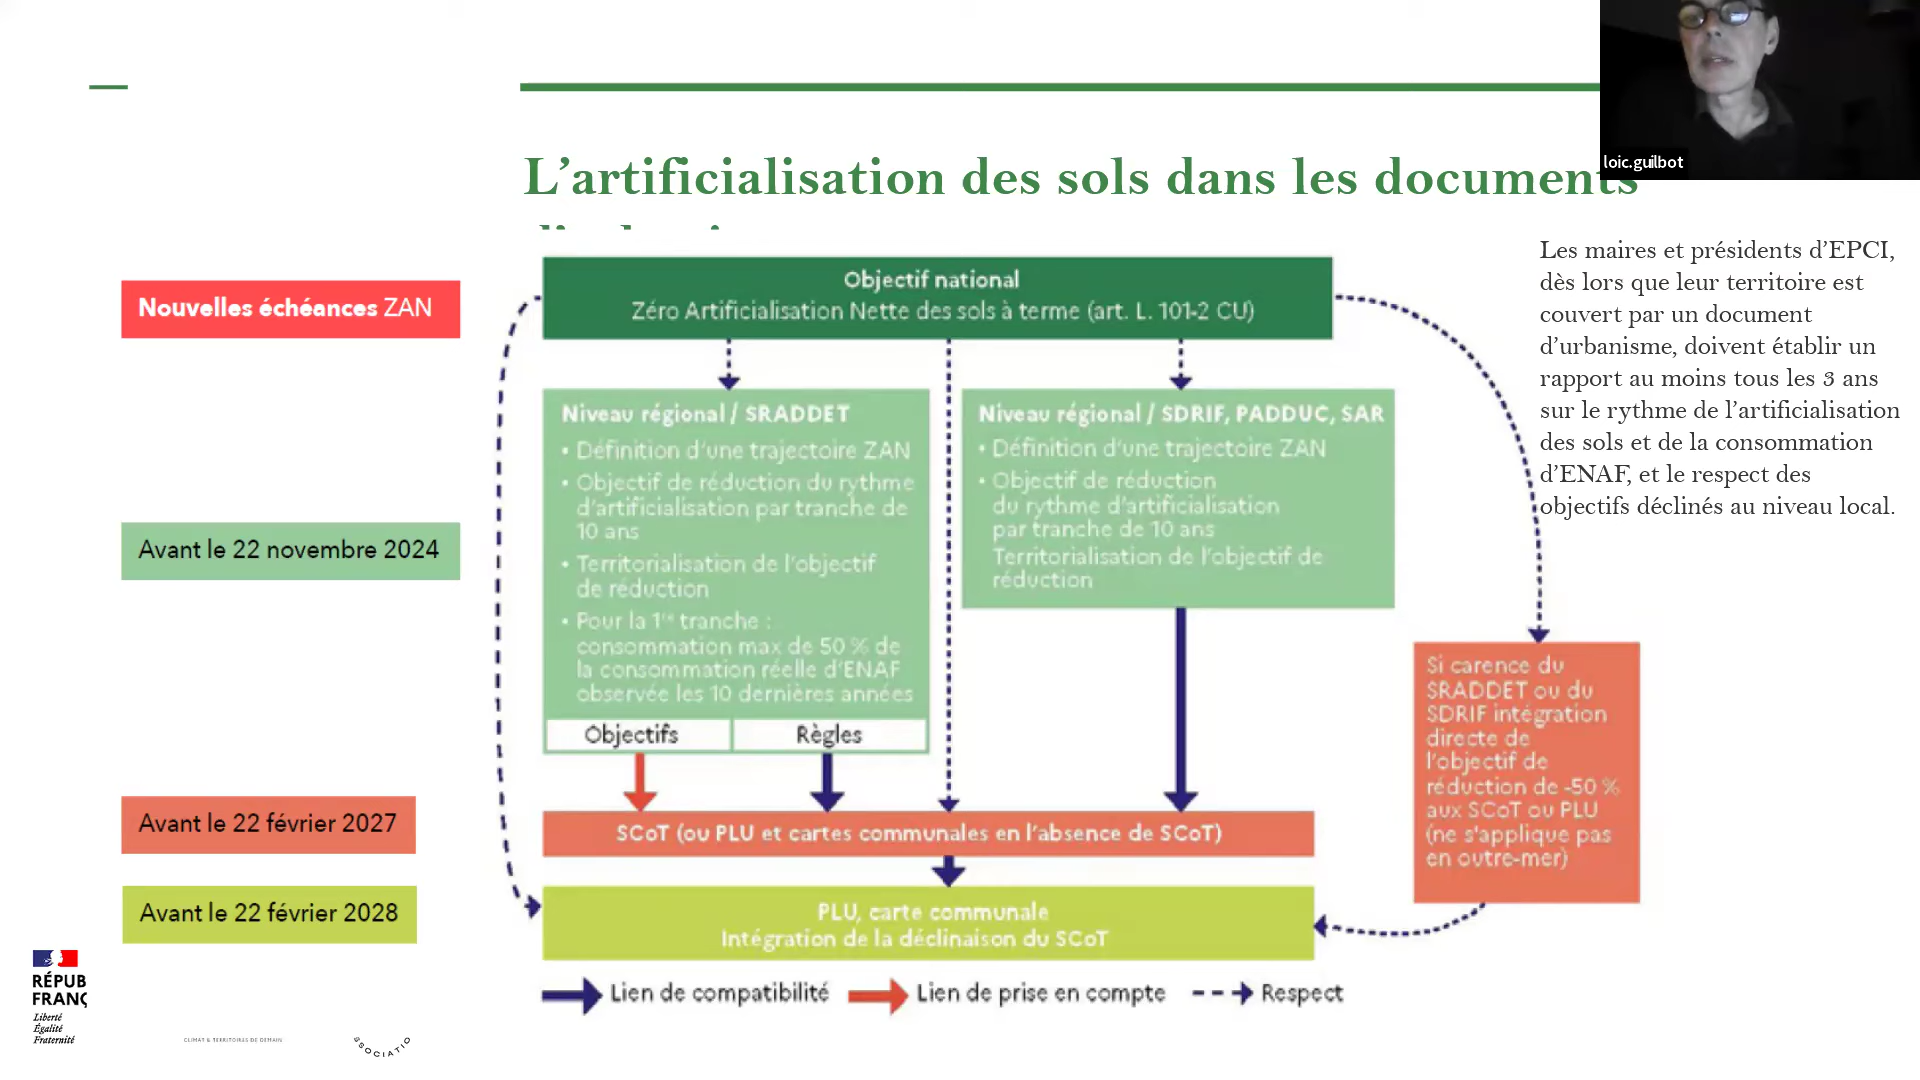 loic.guilbot
L’artificialisation des sols dans les documents
Les maires et présidents d’EPCI,
dès lors que leur territoire est
couvert par un document
d’urbanisme, doivent établir un
rapport au moins tous les 3 ans
sur le rythme de l’artificialisation
des sols et de la consommation
d’ENAF, et le respect des
objectifs déclinés au niveau local.
Nouvelles échéances ZAN
Objectif national
Zéro Artificialisation Nette des sols à terme (art. L. 101-2 CU)
Avant le 22 novembre 2024
Niveau régional / SRADDET
• Définition d’une trajectoire ZAN
• Objectif de réduction du rythme
d’artificialisation par tranche de
10 ans
• Territorialisation de l’objectif
de réduction
• Pour la 1re tranche :
consommation max de 50 % de
la consommation réelle d’ENAF
observée les 10 dernières années
Objectifs
Règles
Niveau régional / SDRIF, PADDUC, SAR
• Définition d’une trajectoire ZAN
• Objectif de réduction
du rythme d’artificialisation
par tranche de 10 ans
Territorialisation de l’objectif de
réduction
Si carence du
SRADDET ou du
SDRIF intégration
directe de
l’objectif de
réduction de -50 %
aux SCoT ou PLU
(ne s'applique pas
en outre-mer)
Avant le 22 février 2027
SCoT (ou PLU et cartes communales en l’absence de SCoT)
Avant le 22 février 2028
PLU, carte communale
Intégration de la déclinaison du SCoT
Lien de compatibilité
Lien de prise en compte
Respect
RÉPUB
FRANÇ
Liberté
Égalité
Fraternité
CLIMAT & TERRITOIRES DE DEMAIN
SSOCIATIO